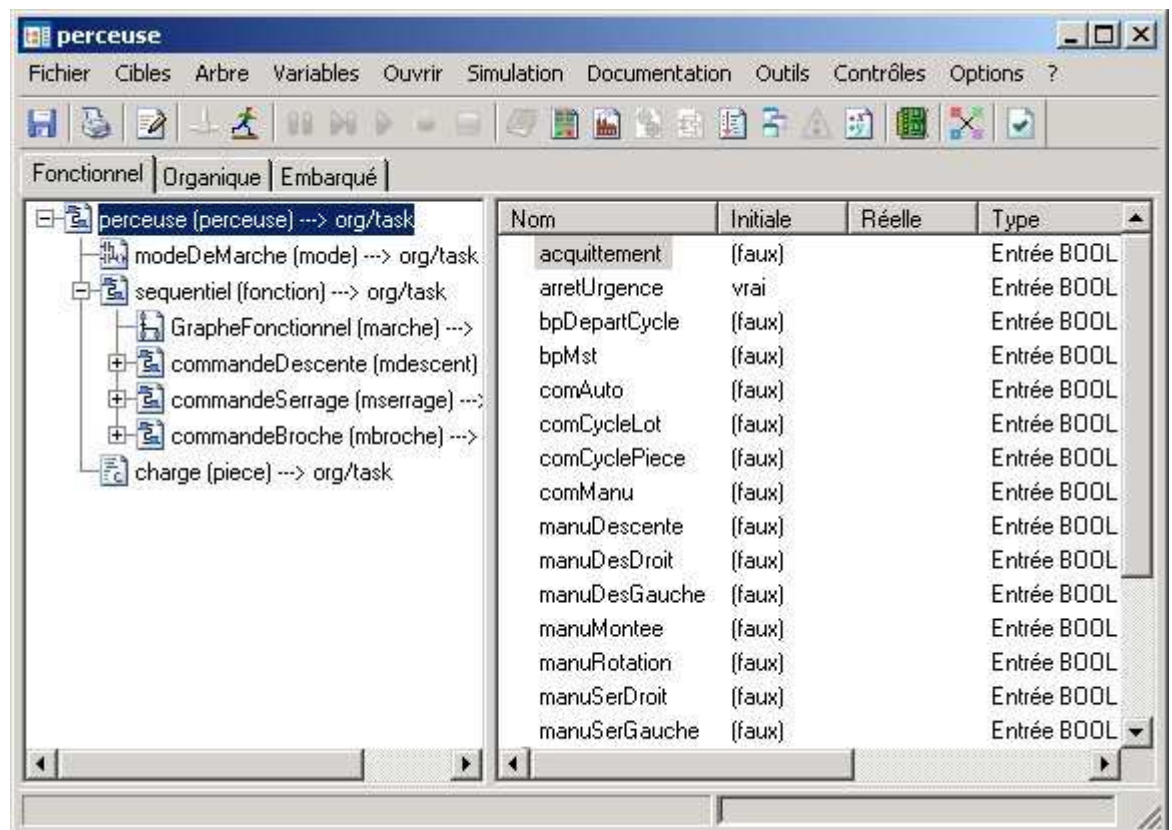 perceuse
Fichier Cibles Arbre Variables Ouvrir Simulation Documentation Outils Contrôles Options ?
Fonctionnel Organique Embarqué
perceuse (perceuse) ---> org/task
modeDeMarche (mode) ---> org/task
sequentiel (fonction) ---> org/task
GrapheFonctionnel (marche) --->
commandeDescente (mdescent)
commandeSerrage (mserrage) --->
commandeBroche (mbroche) --->
charge (piece) ---> org/task
Nom Initiale Réelle Type
acquittement (faux) Entrée BOOL
arretUrgence vrai Entrée BOOL
bpDepartCycle (faux) Entrée BOOL
bpMst (faux) Entrée BOOL
comAuto (faux) Entrée BOOL
comCycleLot (faux) Entrée BOOL
comCyclePiece (faux) Entrée BOOL
comManu (faux) Entrée BOOL
manuDescente (faux) Entrée BOOL
manuDesDroit (faux) Entrée BOOL
manuDesGauche (faux) Entrée BOOL
manuMontee (faux) Entrée BOOL
manuRotation (faux) Entrée BOOL
manuSerDroit (faux) Entrée BOOL
manuSerGauche (faux) Entrée BOOL